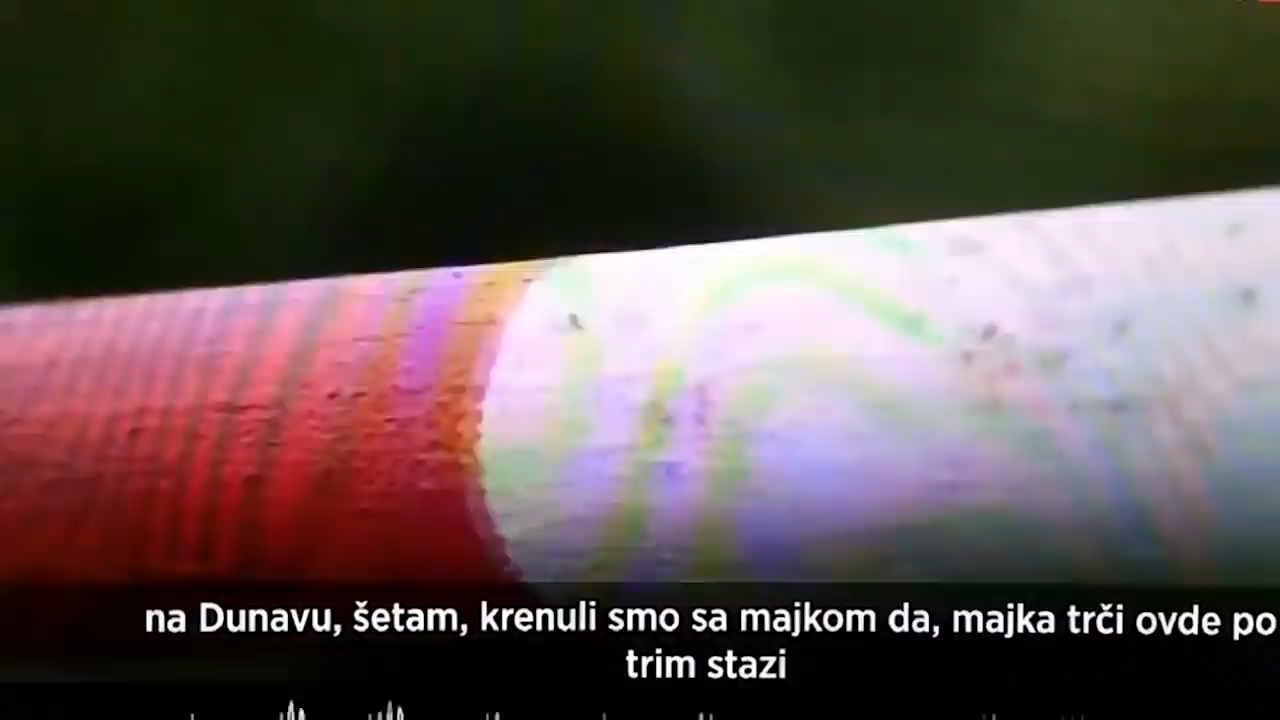 na Dunavu, šetam, krenuli smo sa majkom da, majka trči ovde po
trim stazi